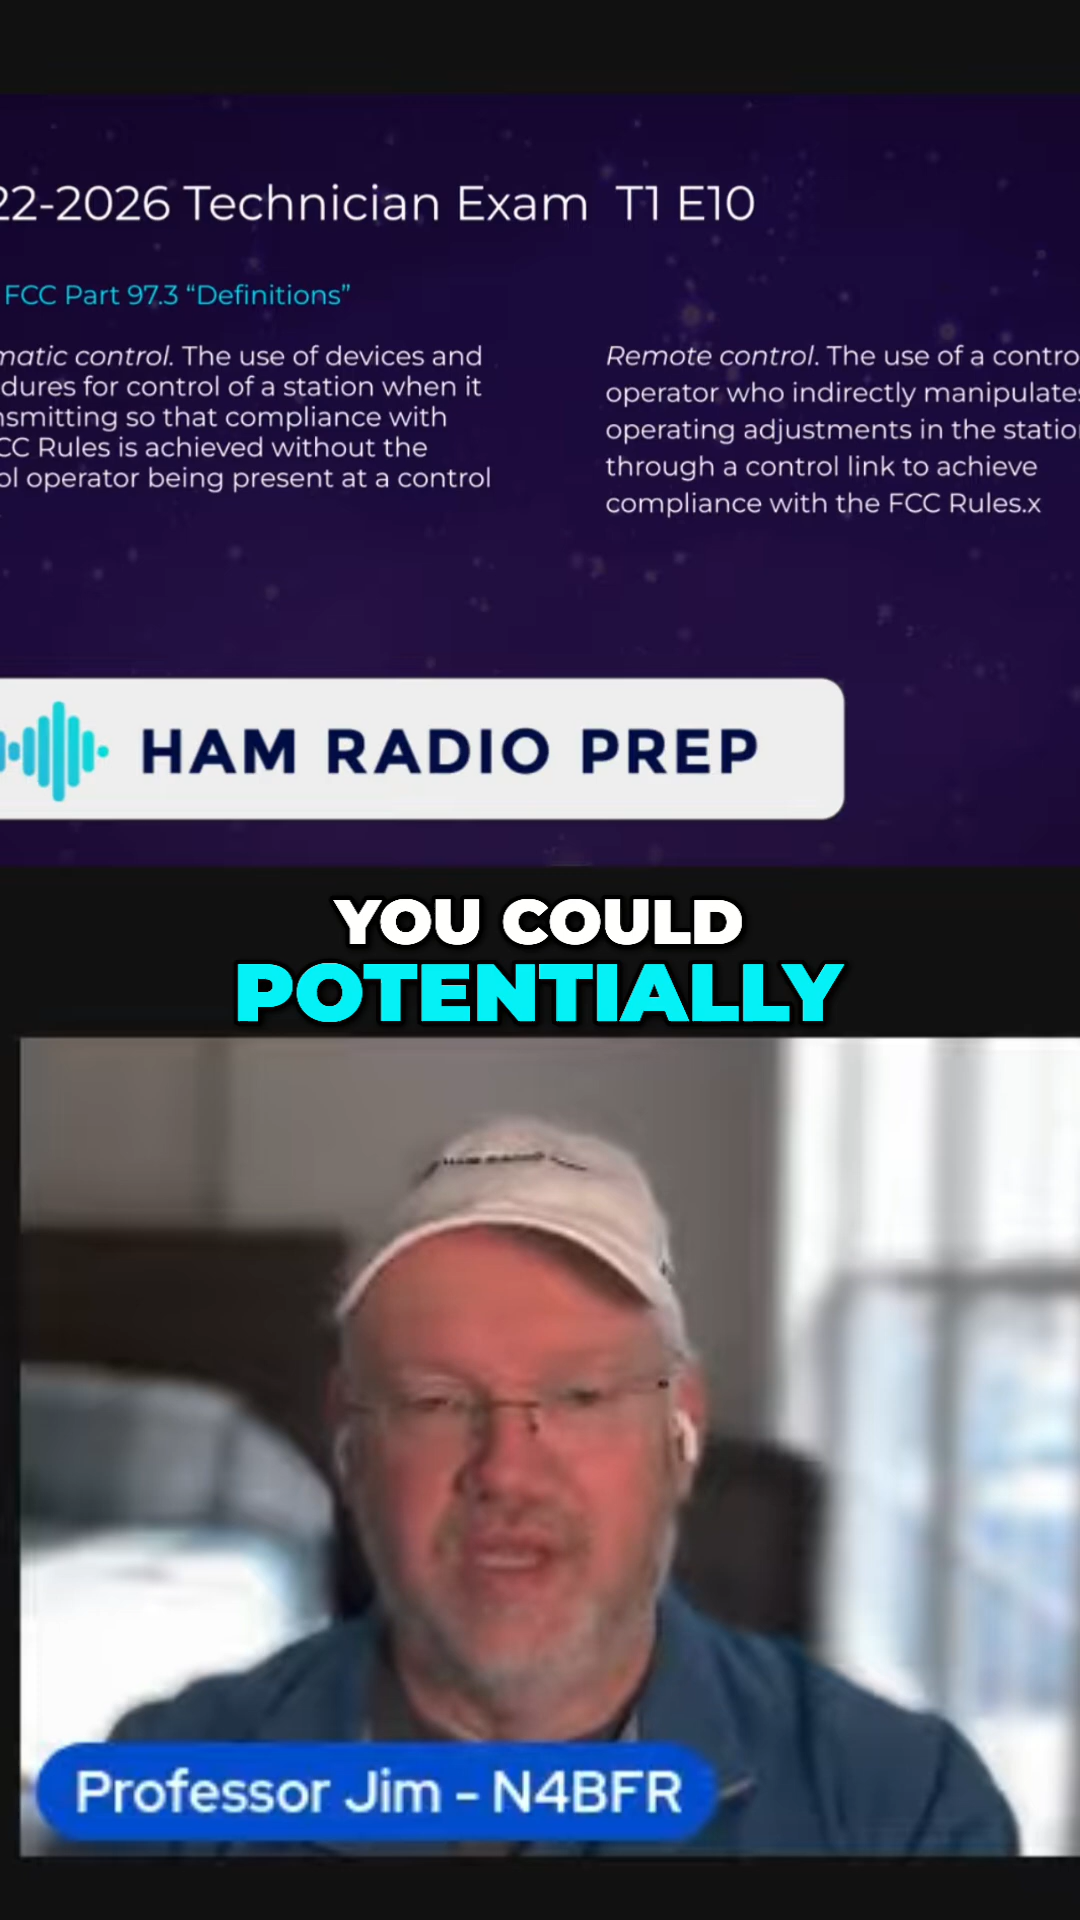 22-2026 Technician Exam T1 E10
FCC Part 97.3 “Definitions”
matic control. The use of devices and
dures for control of a station when it
nsmitting so that compliance with
CC Rules is achieved without the
ol operator being present at a control
Remote control. The use of a contro
operator who indirectly manipulates
operating adjustments in the statio
through a control link to achieve
compliance with the FCC Rules.x
HAM RADIO PREP
YOU COULD
POTENTIALLY
Professor Jim - N4BFR